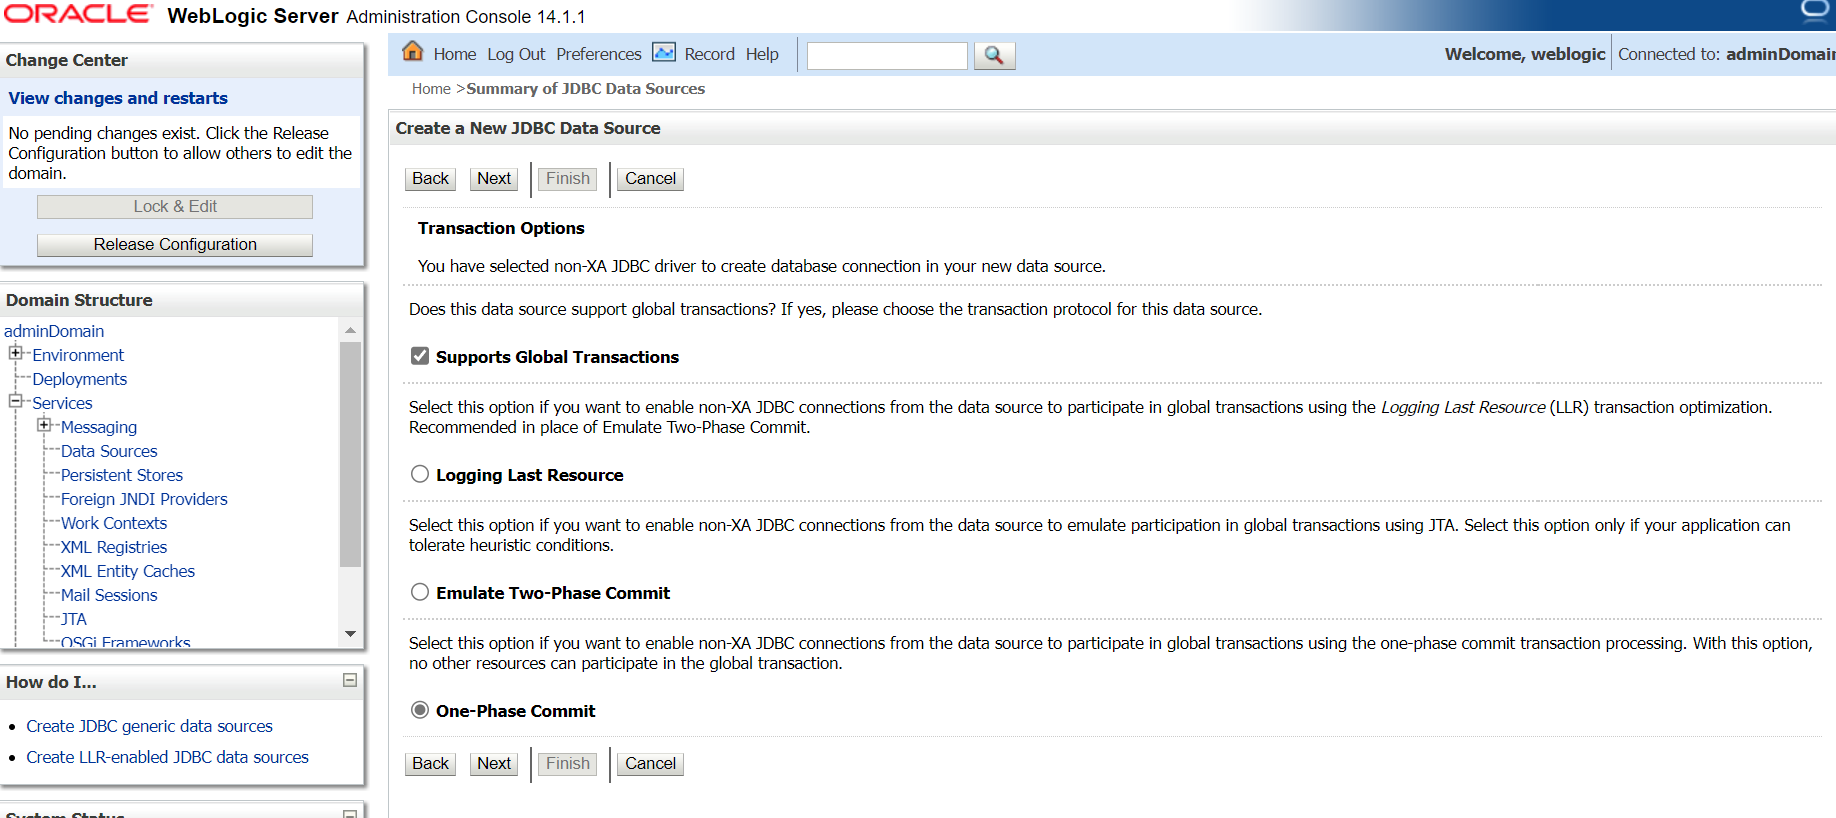 ORACLE WebLogic Server Administration Console 14.1.1
Change Center
View changes and restarts
No pending changes exist. Click the Release
Configuration button to allow others to edit the
domain.
Lock & Edit
Release Configuration
Domain Structure
adminDomain
Environment
Deployments
Services
Messaging
Data Sources
Persistent Stores
Foreign JNDI Providers
Work Contexts
XML Registries
XML Entity Caches
Mail Sessions
JTA
OSGi Frameworks
How do I...
Create JDBC generic data sources
Create LLR-enabled JDBC data sources
System Status
Home Log Out Preferences Record Help
Welcome, weblogic Connected to: adminDomain
Home >Summary of JDBC Data Sources
Create a New JDBC Data Source
Back Next Finish Cancel
Transaction Options
You have selected non-XA JDBC driver to create database connection in your new data source.
Does this data source support global transactions? If yes, please choose the transaction protocol for this data source.
Supports Global Transactions
Select this option if you want to enable non-XA JDBC connections from the data source to participate in global transactions using the Logging Last Resource (LLR) transaction optimization.
Recommended in place of Emulate Two-Phase Commit.
Logging Last Resource
Select this option if you want to enable non-XA JDBC connections from the data source to emulate participation in global transactions using JTA. Select this option only if your application can
tolerate heuristic conditions.
Emulate Two-Phase Commit
Select this option if you want to enable non-XA JDBC connections from the data source to participate in global transactions using the one-phase commit transaction processing. With this option,
no other resources can participate in the global transaction.
One-Phase Commit
Back Next Finish Cancel